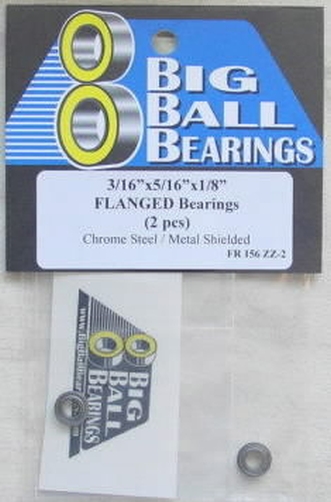 BIG
BALL
BEARINGS
3/16”x5/16”x1/8”
FLANGED Bearings
(2 pcs)
Chrome Steel / Metal Shielded
FR 156 ZZ-2
BIG
BALL
BEARINGS